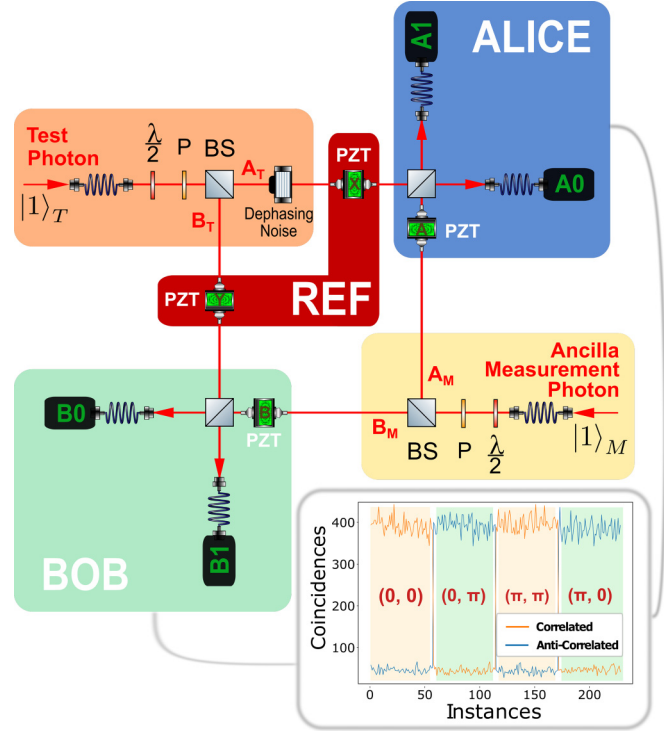 ALICE
A1
Test
Photon
λ/2
P
BS
A_T
PZT
X
A0
|1⟩_T
B_T
Dephasing
Noise
A
PZT
PZT
Y
REF
Ancilla
Measurement
Photon
A_M
B0
B
B_M
PZT
BS
P
λ/2
|1⟩_M
B1
BOB
Coincidences
400
300
200
100
(0, 0)
(0, π)
(π, π)
(π, 0)
Correlated
Anti-Correlated
0
50
100
150
200
Instances